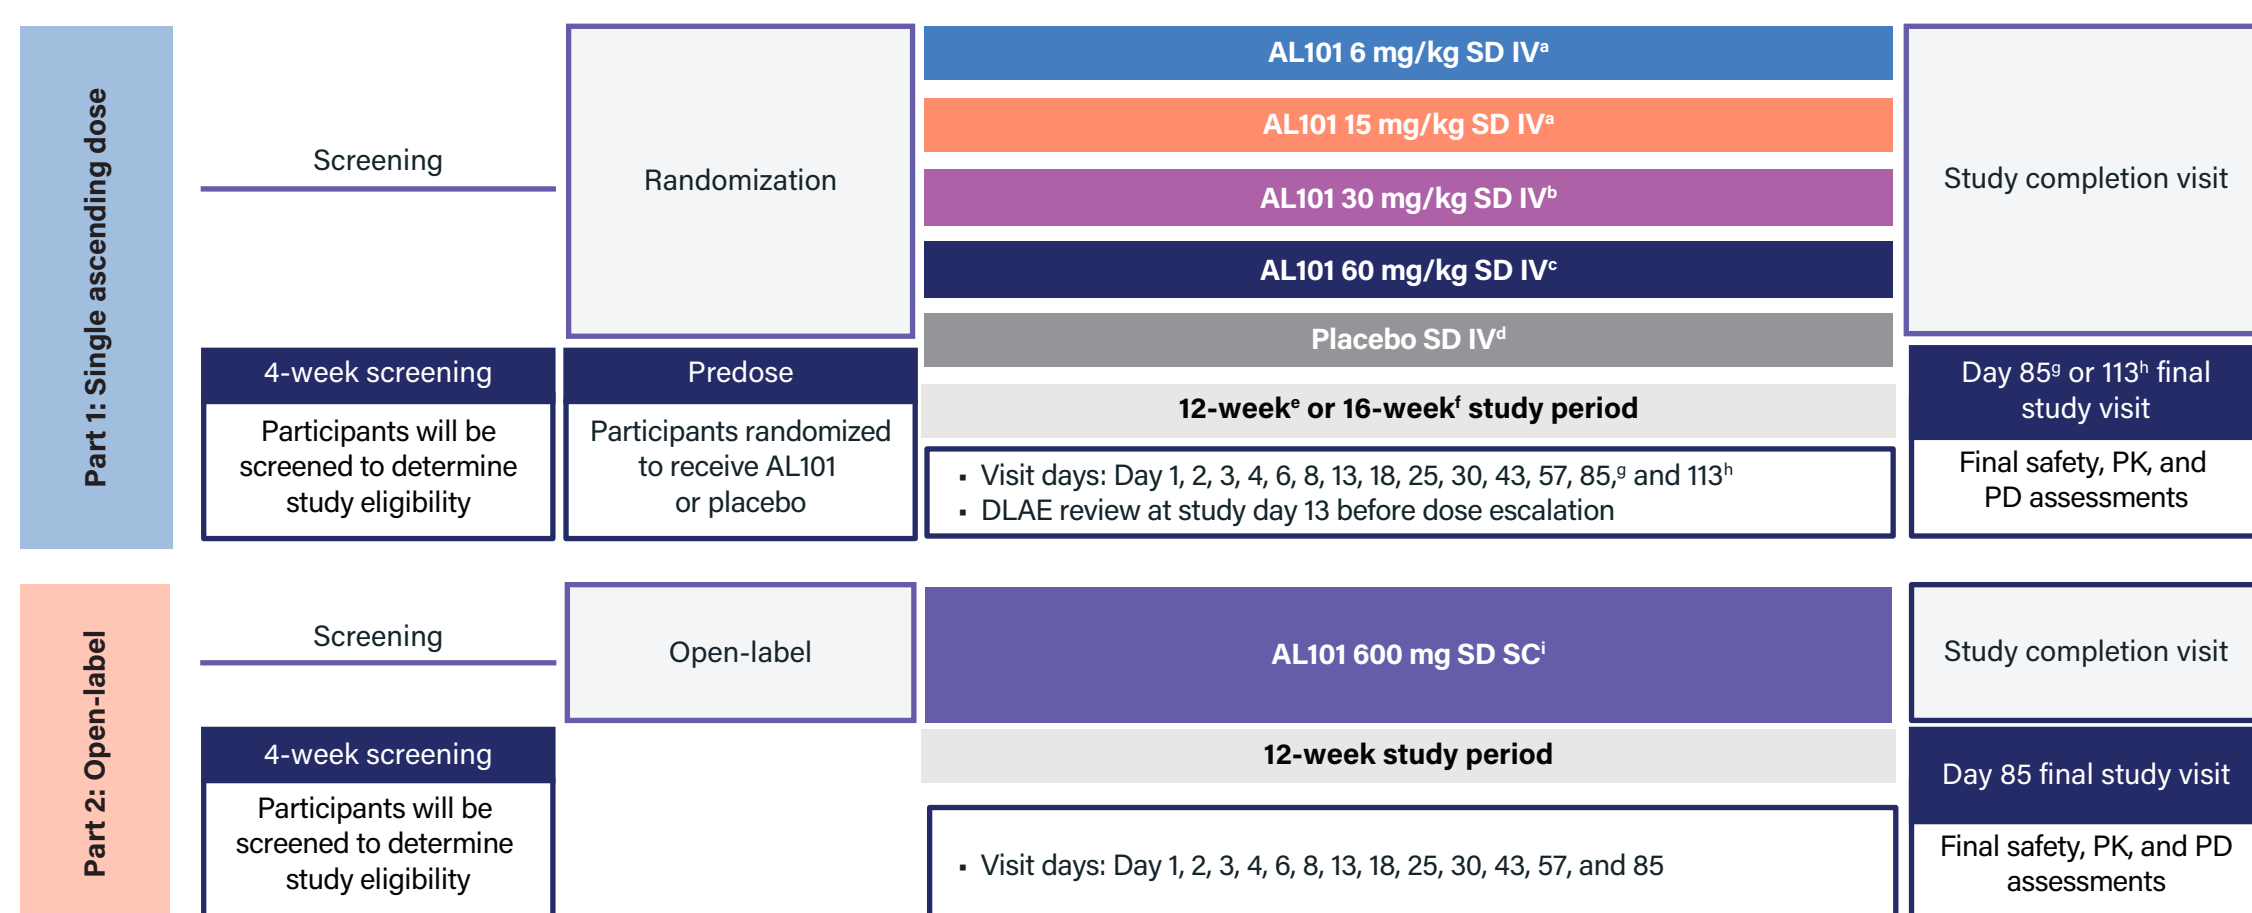 Part 1: Single ascending dose
Screening
4-week screening
Participants will be
screened to determine
study eligibility
Randomization
Predose
Participants randomized
to receive AL101
or placebo
AL101 6 mg/kg SD IVᵃ
AL101 15 mg/kg SD IVᵃ
AL101 30 mg/kg SD IVᵇ
AL101 60 mg/kg SD IVᶜ
Placebo SD IVᵈ
12-weekᵉ or 16-weekᶠ study period
▪ Visit days: Day 1, 2, 3, 4, 6, 8, 13, 18, 25, 30, 43, 57, 85,ᵍ and 113ʰ
▪ DLAE review at study day 13 before dose escalation
Study completion visit
Day 85ᵍ or 113ʰ final
study visit
Final safety, PK, and
PD assessments
Part 2: Open-label
Screening
4-week screening
Participants will be
screened to determine
study eligibility
Open-label
AL101 600 mg SD SCⁱ
12-week study period
▪ Visit days: Day 1, 2, 3, 4, 6, 8, 13, 18, 25, 30, 43, 57, and 85
Study completion visit
Day 85 final study visit
Final safety, PK, and PD
assessments